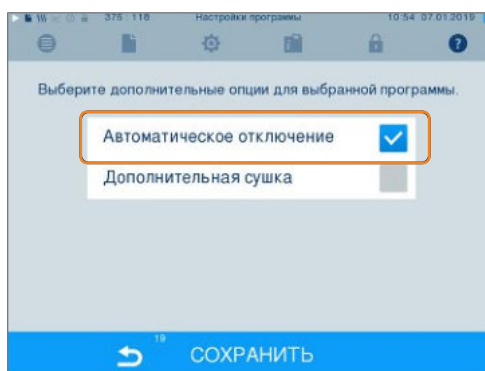 375 : 118 Настройки программы 10:54 07.01.2019
Выберите дополнительные опции для выбранной программы.
Автоматическое отключение
Дополнительная сушка
19
СОХРАНИТЬ